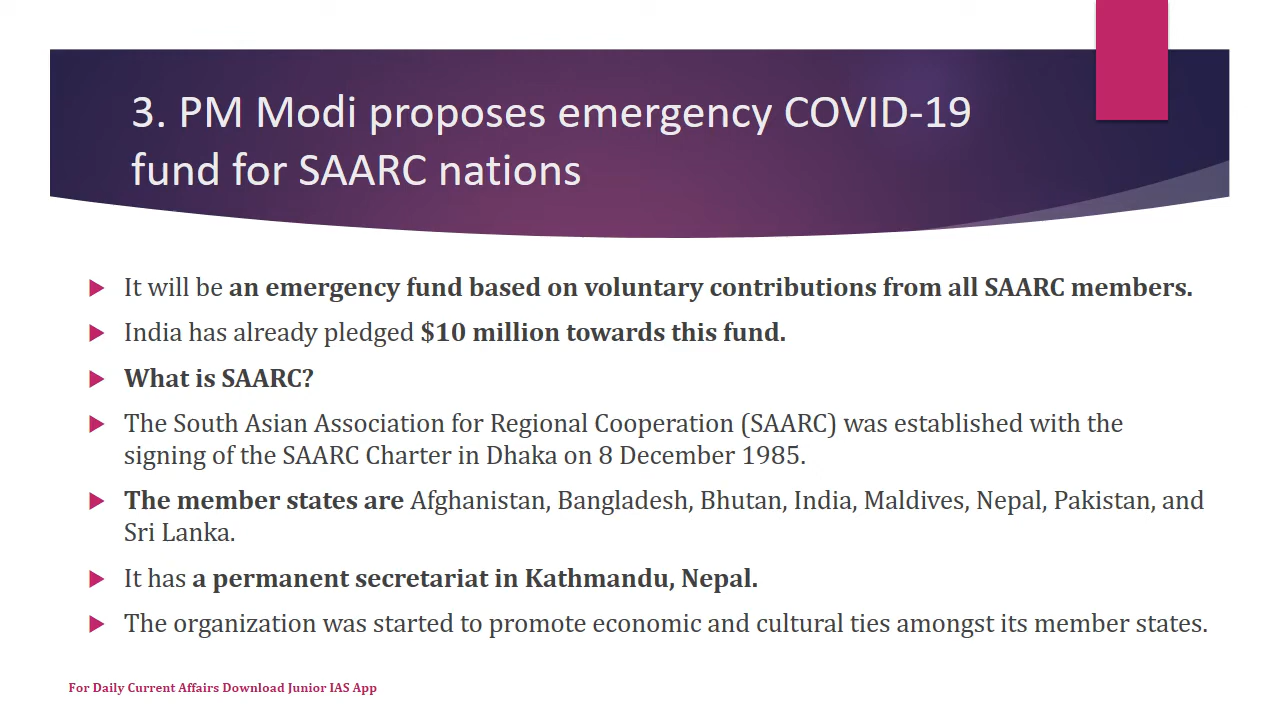 3. PM Modi proposes emergency COVID-19
fund for SAARC nations
It will be an emergency fund based on voluntary contributions from all SAARC members.
India has already pledged $10 million towards this fund.
What is SAARC?
The South Asian Association for Regional Cooperation (SAARC) was established with the
signing of the SAARC Charter in Dhaka on 8 December 1985.
The member states are Afghanistan, Bangladesh, Bhutan, India, Maldives, Nepal, Pakistan, and
Sri Lanka.
It has a permanent secretariat in Kathmandu, Nepal.
The organization was started to promote economic and cultural ties amongst its member states.
For Daily Current Affairs Download Junior IAS App